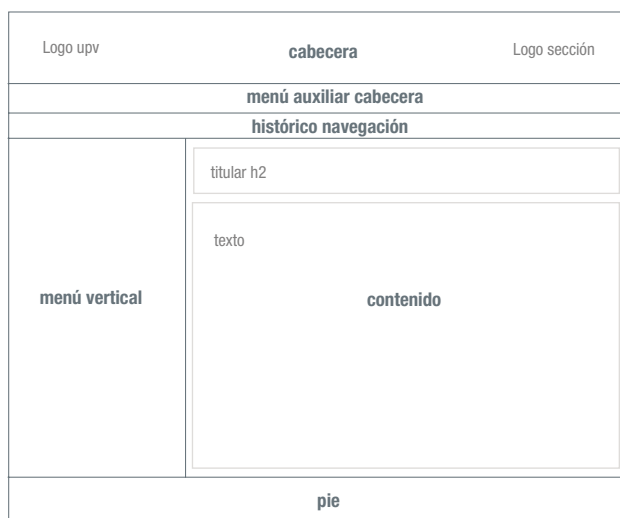 Logo upv
cabecera
Logo sección
menú auxiliar cabecera
histórico navegación
titular h2
texto
menú vertical
contenido
pie